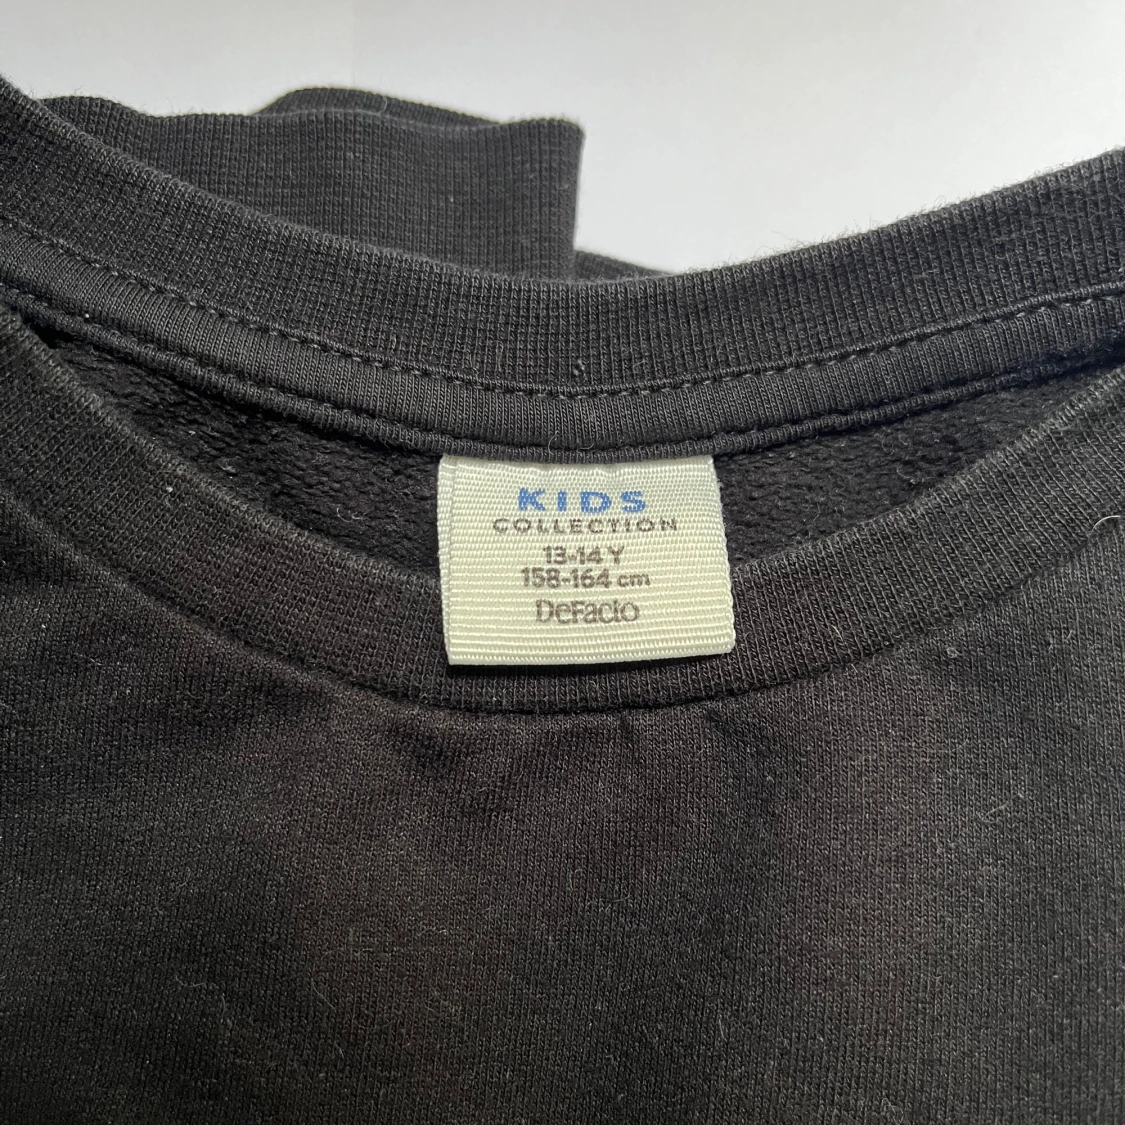 KIDS
COLLECTION
13-14 Y
158-164 cm
DeFacto